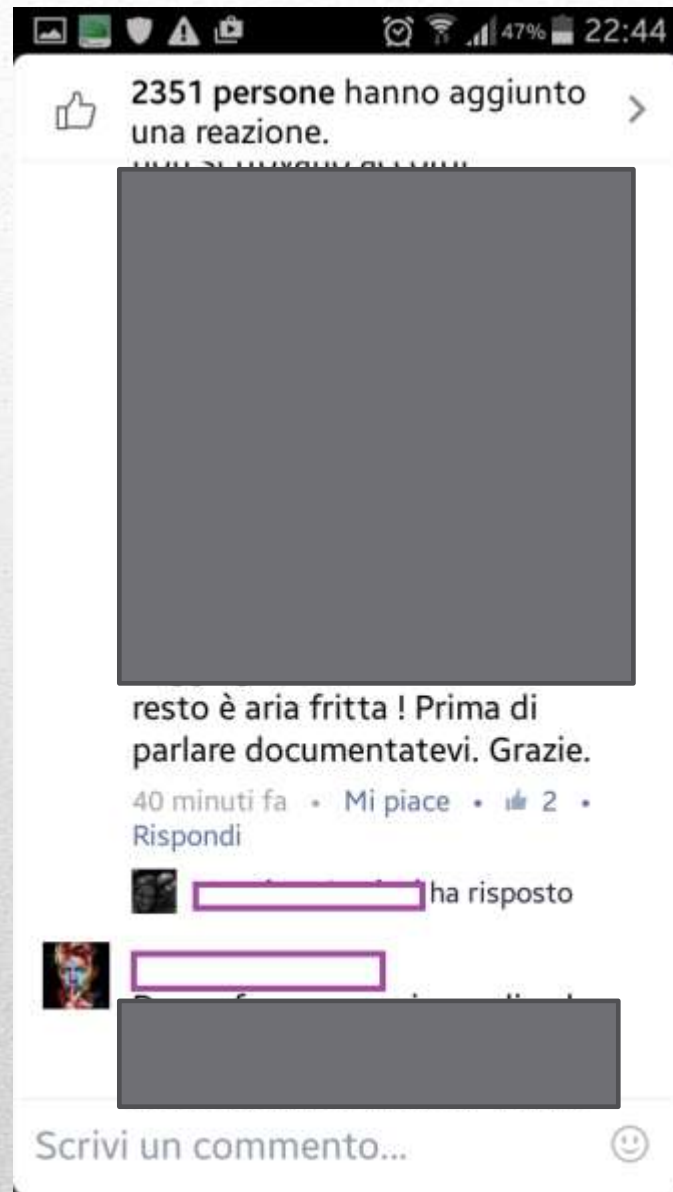 47% 22:44
2351 persone hanno aggiunto
una reazione.
resto è aria fritta ! Prima di
parlare documentatevi. Grazie.
40 minuti fa • Mi piace • 2 •
Rispondi
ha risposto
Scrivi un commento...